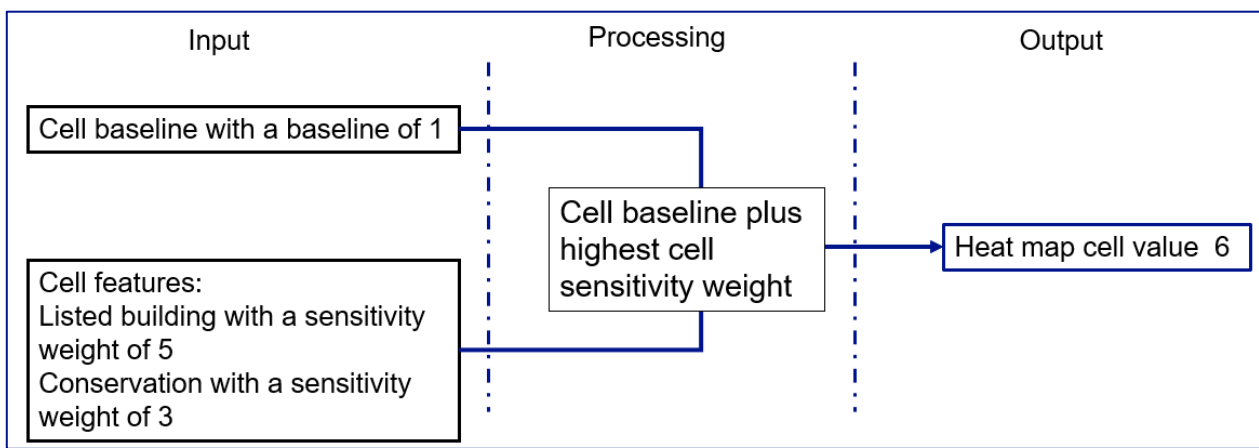 Input
Processing
Output
Cell baseline with a baseline of 1
Cell baseline plus
highest cell
sensitivity weight
Heat map cell value 6
Cell features:
Listed building with a sensitivity
weight of 5
Conservation with a sensitivity
weight of 3